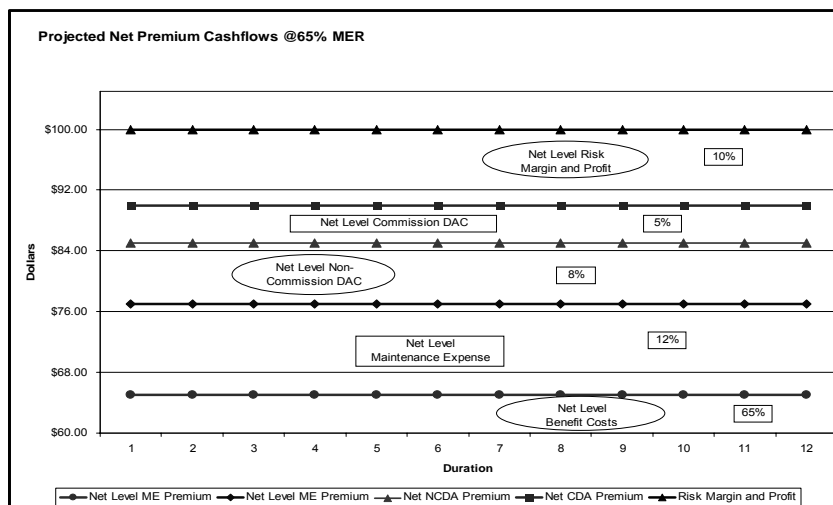 Projected Net Premium Cashflows @65% MER
$100.00
$92.00
$84.00
$76.00
$68.00
$60.00
Dollars
Net Level Risk
Margin and Profit
10%
Net Level Commission DAC
5%
Net Level Non-
Commission DAC
8%
Net Level
Maintenance Expense
12%
Net Level
Benefit Costs
65%
1 2 3 4 5 6 7 8 9 10 11 12
Duration
Net Level ME Premium Net Level ME Premium Net NCDA Premium Net CDA Premium Risk Margin and Profit